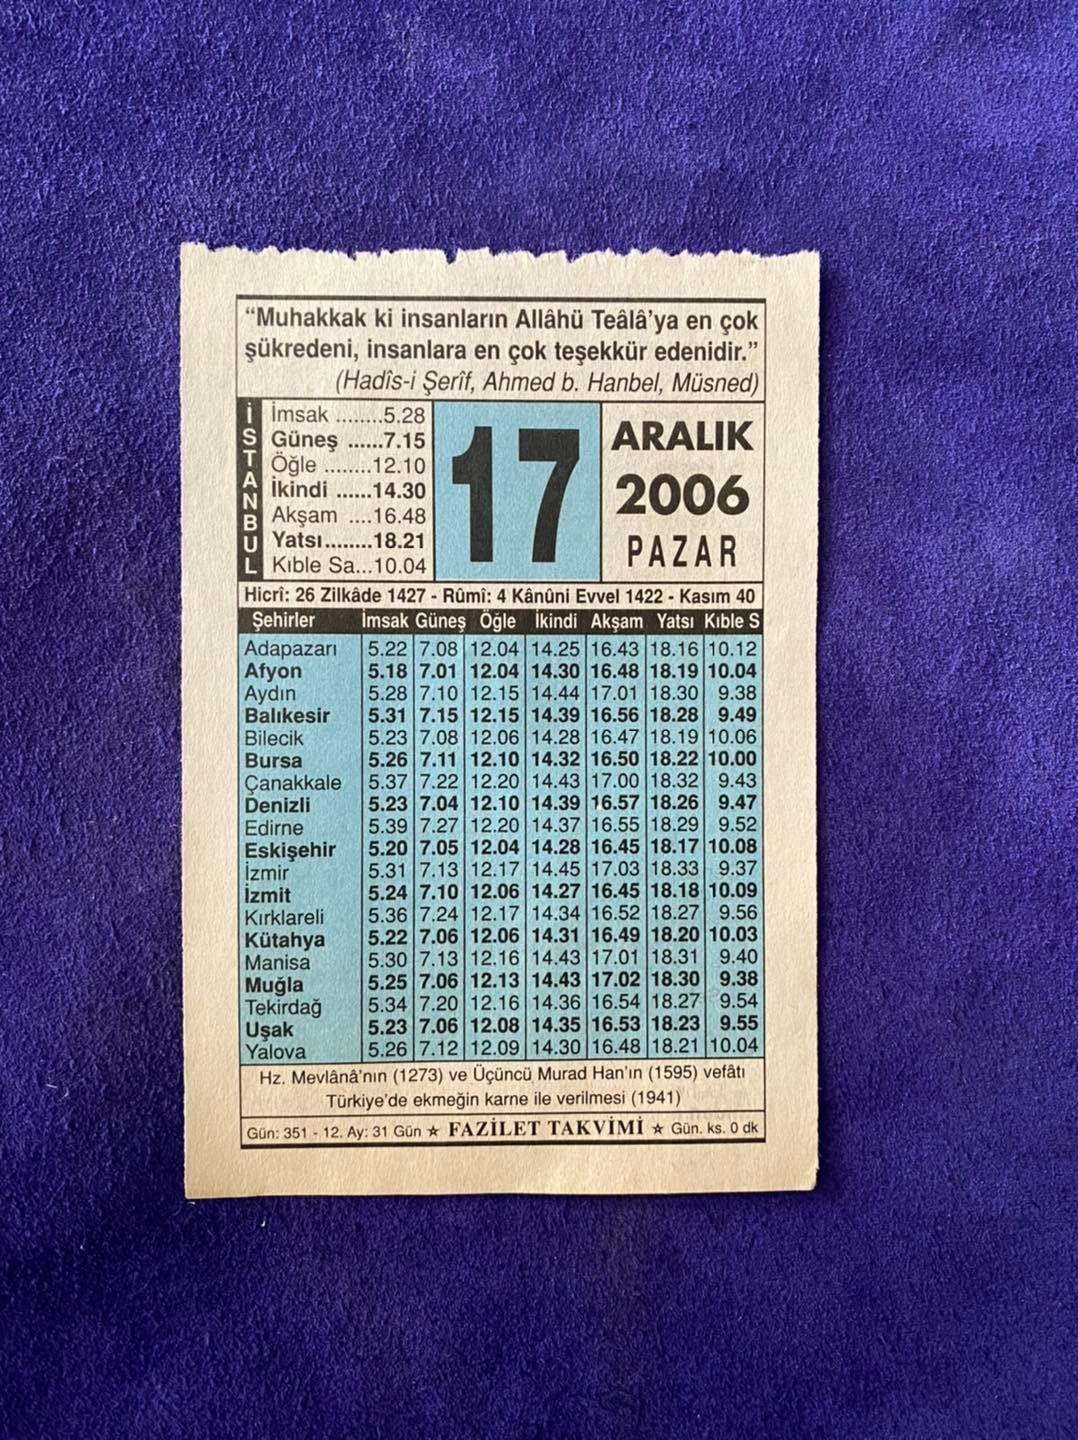 “Muhakkak ki insanların Allâhü Teâlâ’ya en çok
şükredeni, insanlara en çok teşekkür edenidir.”
(Hadîs-i Şerîf, Ahmed b. Hanbel, Müsned)
İSTANBUL
İmsak ........5.28
Güneş ......7.15
Öğle ........12.10
İkindi ......14.30
Akşam ....16.48
Yatsı........18.21
Kıble Sa...10.04
17
ARALIK
2006
PAZAR
Hicrî: 26 Zilkâde 1427 - Rûmî: 4 Kânûni Evvel 1422 - Kasım 40
Şehirler İmsak Güneş Öğle İkindi Akşam Yatsı Kıble S
Adapazarı 5.22 7.08 12.04 14.25 16.43 18.16 10.12
Afyon 5.18 7.01 12.04 14.30 16.48 18.19 10.04
Aydın 5.28 7.10 12.15 14.44 17.01 18.30 9.38
Balıkesir 5.31 7.15 12.15 14.39 16.56 18.28 9.49
Bilecik 5.23 7.08 12.06 14.28 16.47 18.19 10.06
Bursa 5.26 7.11 12.10 14.32 16.50 18.22 10.00
Çanakkale 5.37 7.22 12.20 14.43 17.00 18.32 9.43
Denizli 5.23 7.04 12.10 14.39 16.57 18.26 9.47
Edirne 5.39 7.27 12.20 14.37 16.55 18.29 9.52
Eskişehir 5.20 7.05 12.04 14.28 16.45 18.17 10.08
İzmir 5.31 7.13 12.17 14.45 17.03 18.33 9.37
İzmit 5.24 7.10 12.06 14.27 16.45 18.18 10.09
Kırklareli 5.36 7.24 12.17 14.34 16.52 18.27 9.56
Kütahya 5.22 7.06 12.06 14.31 16.49 18.20 10.03
Manisa 5.30 7.13 12.16 14.43 17.01 18.31 9.40
Muğla 5.25 7.06 12.13 14.43 17.02 18.30 9.38
Tekirdağ 5.34 7.20 12.16 14.36 16.54 18.27 9.54
Uşak 5.23 7.06 12.08 14.35 16.53 18.23 9.55
Yalova 5.26 7.12 12.09 14.30 16.48 18.21 10.04
Hz. Mevlânâ’nın (1273) ve Üçüncü Murad Han’ın (1595) vefâtı
Türkiye’de ekmeğin karne ile verilmesi (1941)
Gün: 351 - 12. Ay: 31 Gün ☆ FAZİLET TAKVİMİ ☆ Gün. ks. 0 dk